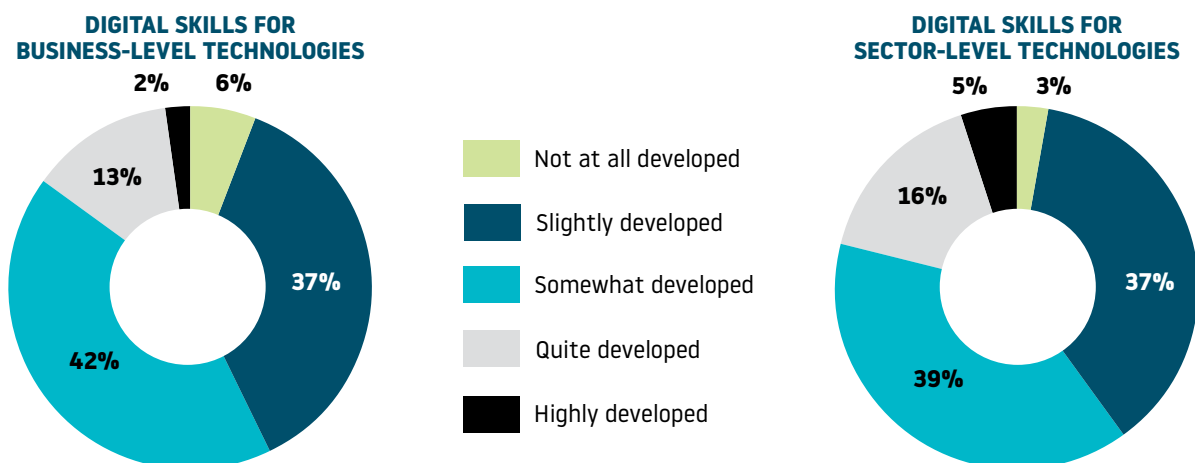 DIGITAL SKILLS FOR
BUSINESS-LEVEL TECHNOLOGIES
2%
6%
13%
37%
42%
Not at all developed
Slightly developed
Somewhat developed
Quite developed
Highly developed
DIGITAL SKILLS FOR
SECTOR-LEVEL TECHNOLOGIES
5%
3%
16%
37%
39%